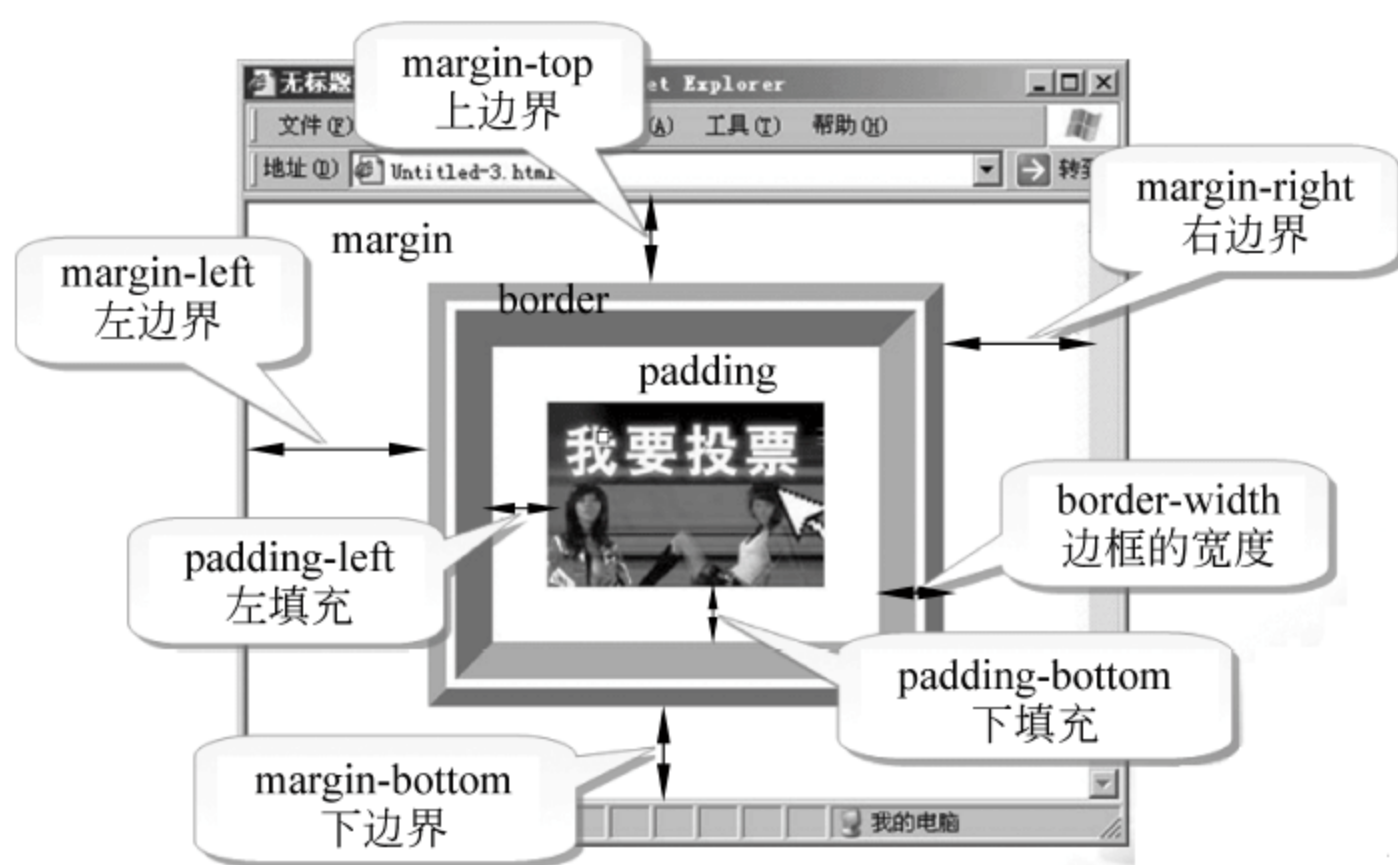 margin-top
上边界
无标题
et Explorer
文件(F)
(A)
工具(T)
帮助(H)
地址(D)
Untitled-3.html
转到
margin-right
右边界
margin
margin-left
左边界
border
padding
我要投票
border-width
边框的宽度
padding-left
左填充
padding-bottom
下填充
margin-bottom
下边界
我的电脑